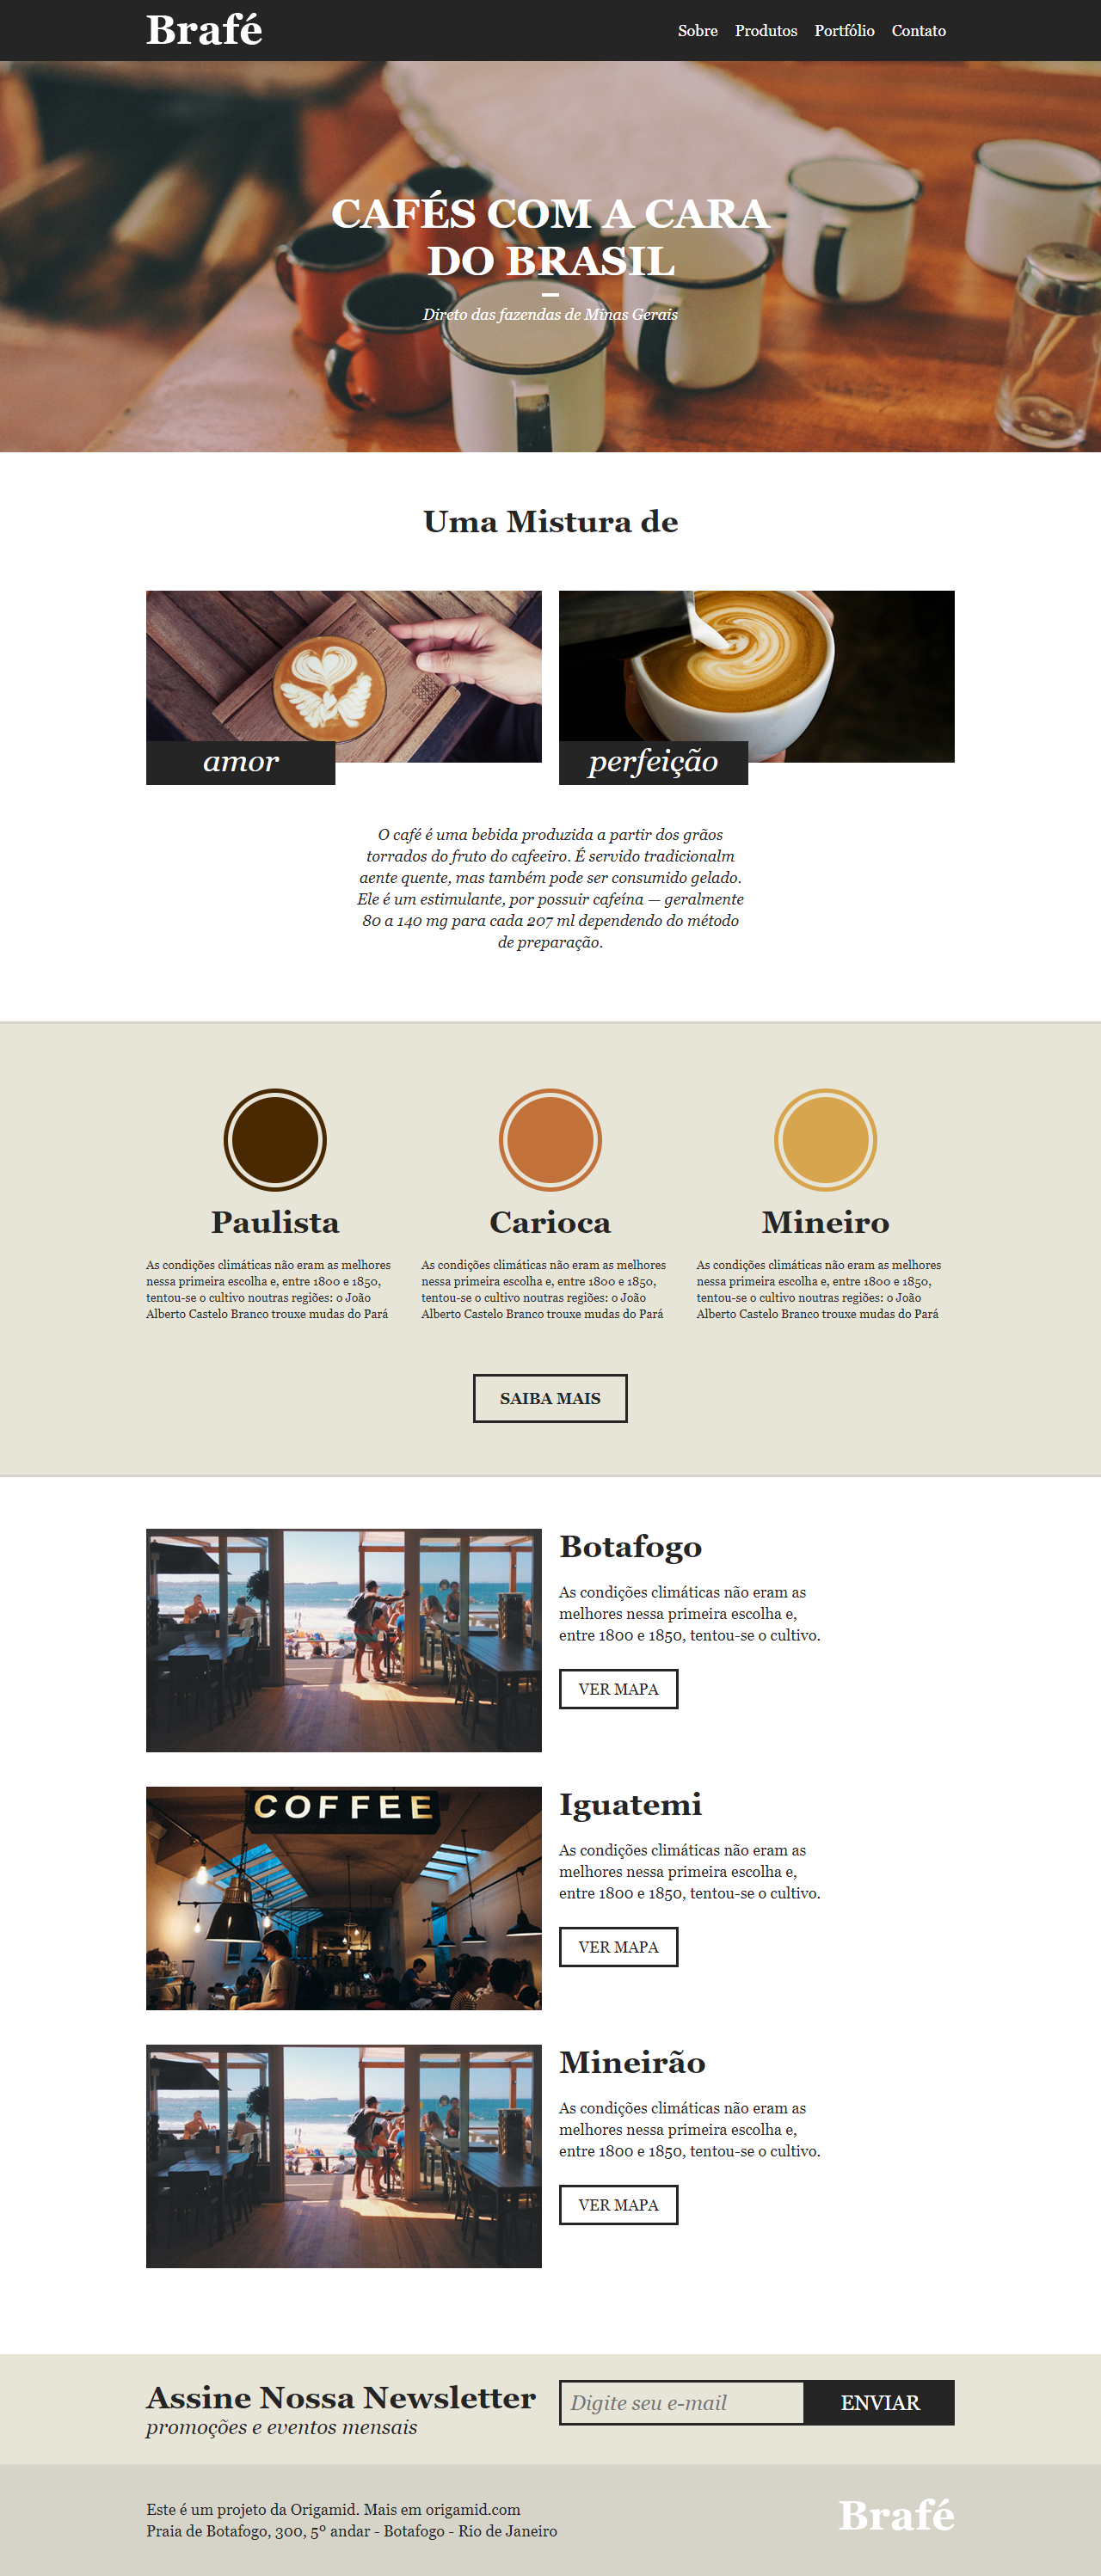 Brafé
Sobre Produtos Portfólio Contato
CAFÉS COM A CARA
DO BRASIL
Direto das fazendas de Minas Gerais
Uma Mistura de
amor
perfeição
O café é uma bebida produzida a partir dos grãos
torrados do fruto do cafeeiro. É servido tradicionalm
aente quente, mas também pode ser consumido gelado.
Ele é um estimulante, por possuir cafeína — geralmente
80 a 140 mg para cada 207 ml dependendo do método
de preparação.
Paulista
As condições climáticas não eram as melhores
nessa primeira escolha e, entre 1800 e 1850,
tentou-se o cultivo noutras regiões: o João
Alberto Castelo Branco trouxe mudas do Pará
Carioca
As condições climáticas não eram as melhores
nessa primeira escolha e, entre 1800 e 1850,
tentou-se o cultivo noutras regiões: o João
Alberto Castelo Branco trouxe mudas do Pará
Mineiro
As condições climáticas não eram as melhores
nessa primeira escolha e, entre 1800 e 1850,
tentou-se o cultivo noutras regiões: o João
Alberto Castelo Branco trouxe mudas do Pará
SAIBA MAIS
Botafogo
As condições climáticas não eram as
melhores nessa primeira escolha e,
entre 1800 e 1850, tentou-se o cultivo.
VER MAPA
COFFEE
Iguatemi
As condições climáticas não eram as
melhores nessa primeira escolha e,
entre 1800 e 1850, tentou-se o cultivo.
VER MAPA
Mineirão
As condições climáticas não eram as
melhores nessa primeira escolha e,
entre 1800 e 1850, tentou-se o cultivo.
VER MAPA
Assine Nossa Newsletter
promoções e eventos mensais
Digite seu e-mail
ENVIAR
Este é um projeto da Origamid. Mais em origamid.com
Praia de Botafogo, 300, 5º andar - Botafogo - Rio de Janeiro
Brafé